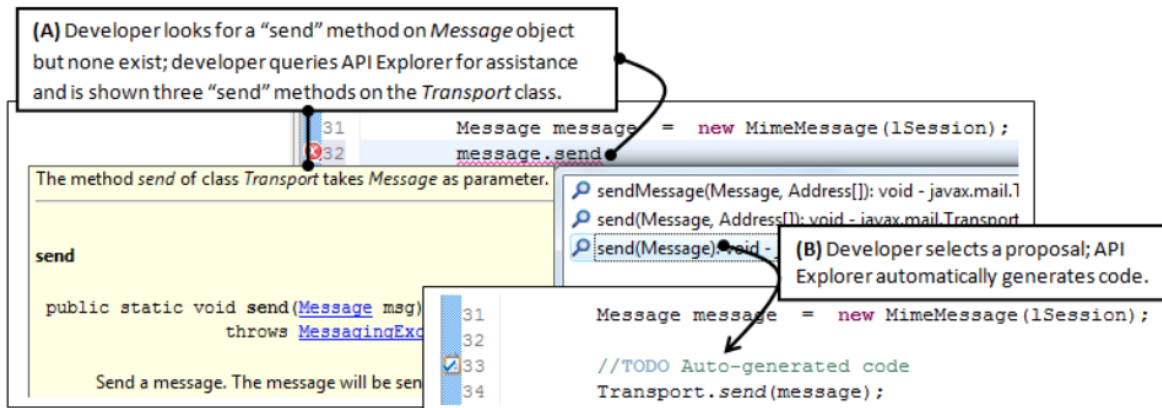 (A) Developer looks for a “send” method on Message object
but none exist; developer queries API Explorer for assistance
and is shown three “send” methods on the Transport class.
31 Message message = new MimeMessage(lSession);
32 message.send
The method send of class Transport takes Message as parameter.
send
public static void send(Message msg)
throws MessagingExc
Send a message. The message will be sen
sendMessage(Message, Address[]): void - javax.mail.T
send(Message, Address[]): void - javax.mail.Transport
send(Message): void -
(B) Developer selects a proposal; API
Explorer automatically generates code.
31 Message message = new MimeMessage(lSession);
32
33 //TODO Auto-generated code
34 Transport.send(message);